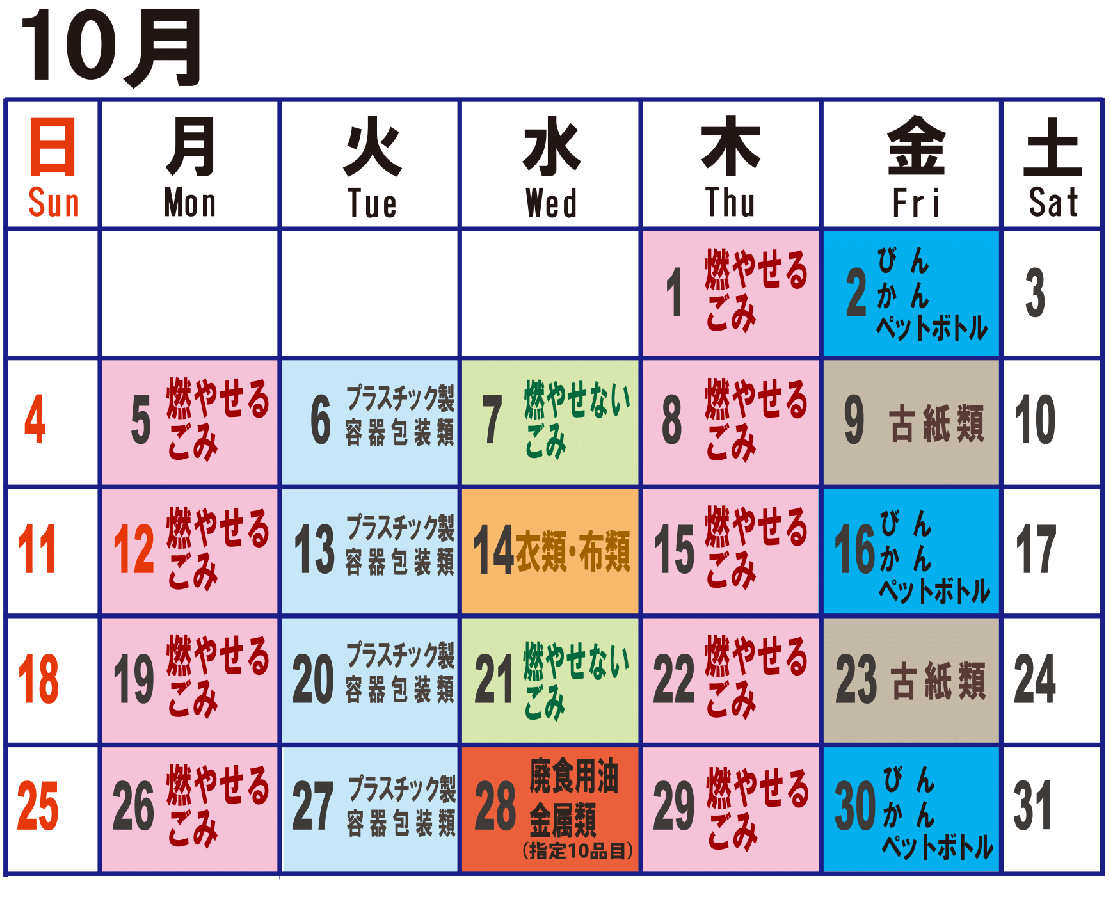 10月
日 月 火 水 木 金 土
Sun Mon Tue Wed Thu Fri Sat
1 燃やせる
ごみ
2 びん
かん
ペットボトル
3
4
5 燃やせる
ごみ
6 プラスチック製
容器包装類
7 燃やせない
ごみ
8 燃やせる
ごみ
9 古紙類
10
11
12 燃やせる
ごみ
13 プラスチック製
容器包装類
14 衣類・布類
15 燃やせる
ごみ
16 びん
かん
ペットボトル
17
18
19 燃やせる
ごみ
20 プラスチック製
容器包装類
21 燃やせない
ごみ
22 燃やせる
ごみ
23 古紙類
24
25
26 燃やせる
ごみ
27 プラスチック製
容器包装類
28 廃食用油
金属類
(指定10品目)
29 燃やせる
ごみ
30 びん
かん
ペットボトル
31